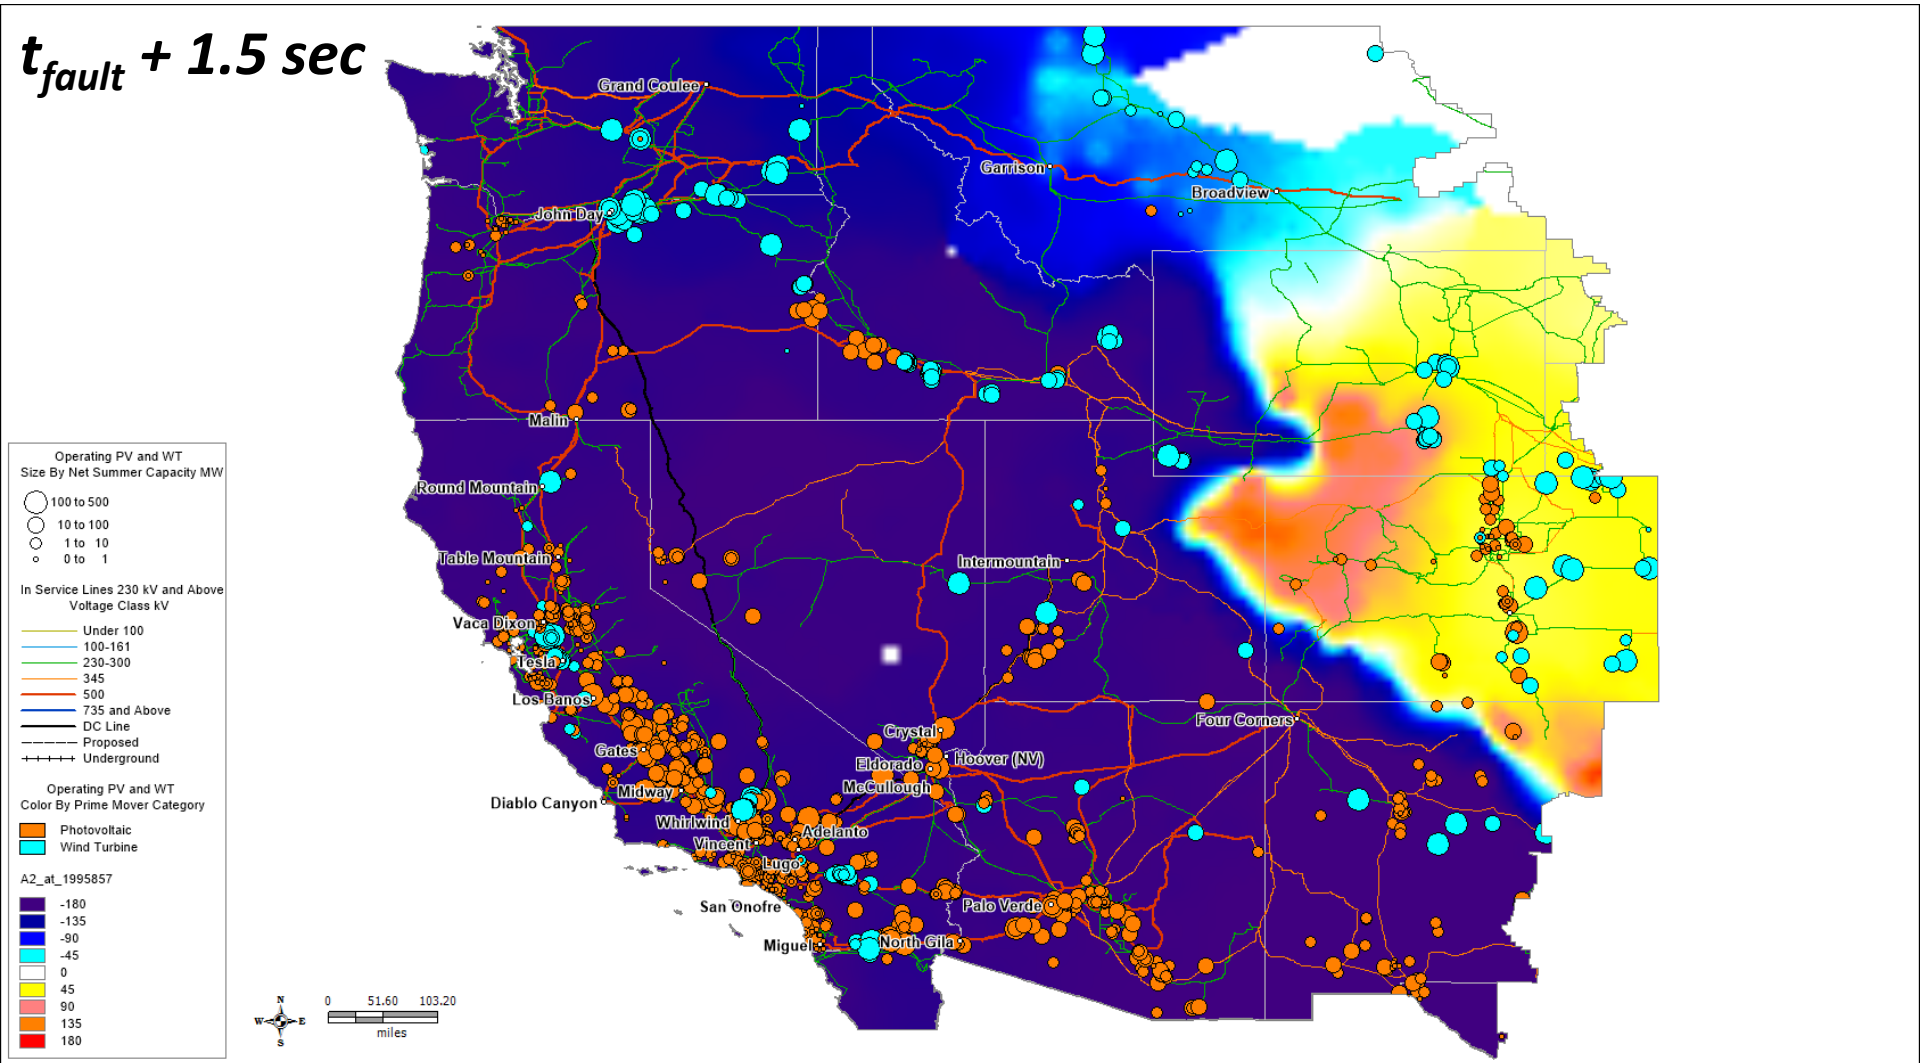 t_fault + 1.5 sec
Grand Coulee
Garrison
Broadview
John Day
Malin
Round Mountain
Table Mountain
Intermountain
Vaca Dixon
Tesla
Los Banos
Four Corners
Crystal
Gates
Hoover (NV)
Eldorado
McCullough
Midway
Diablo Canyon
Whirlwind
Adelanto
Vincent
Lugo
San Onofre
Palo Verde
Miguel
North Gila
Operating PV and WT
Size By Net Summer Capacity MW
100 to 500
10 to 100
1 to 10
0 to 1
In Service Lines 230 kV and Above
Voltage Class kV
Under 100
100-161
230-300
345
500
735 and Above
DC Line
Proposed
Underground
Operating PV and WT
Color By Prime Mover Category
Photovoltaic
Wind Turbine
A2_at_1995857
-180
-135
-90
-45
0
45
90
135
180
N
W E
S
0 51.60 103.20
miles